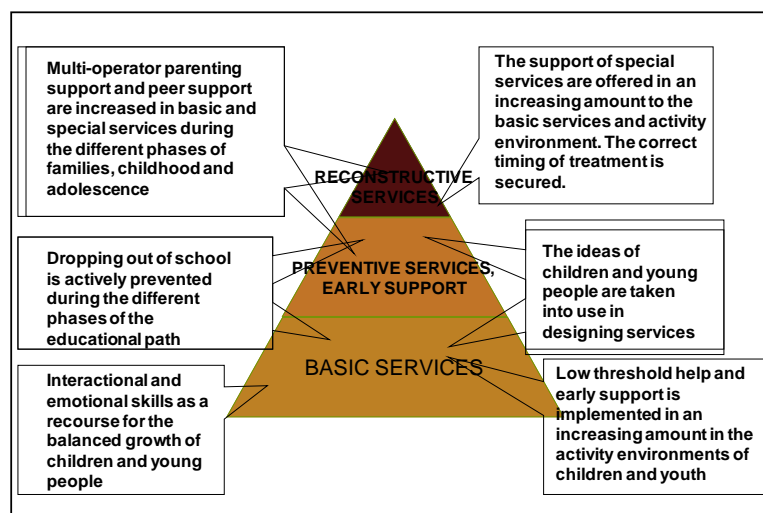 Multi-operator parenting
support and peer support
are increased in basic and
special services during
the different phases of
families, childhood and
adolescence
The support of special
services are offered in an
increasing amount to the
basic services and activity
environment. The correct
timing of treatment is
secured.
RECONSTRUCTIVE
SERVICES
Dropping out of school
is actively prevented
during the different
phases of the
educational path
PREVENTIVE SERVICES,
EARLY SUPPORT
The ideas of
children and young
people are taken
into use in
designing services
BASIC SERVICES
Interactional and
emotional skills as a
recourse for the
balanced growth of
children and young
people
Low threshold help and
early support is
implemented in an
increasing amount in the
activity environments of
children and youth